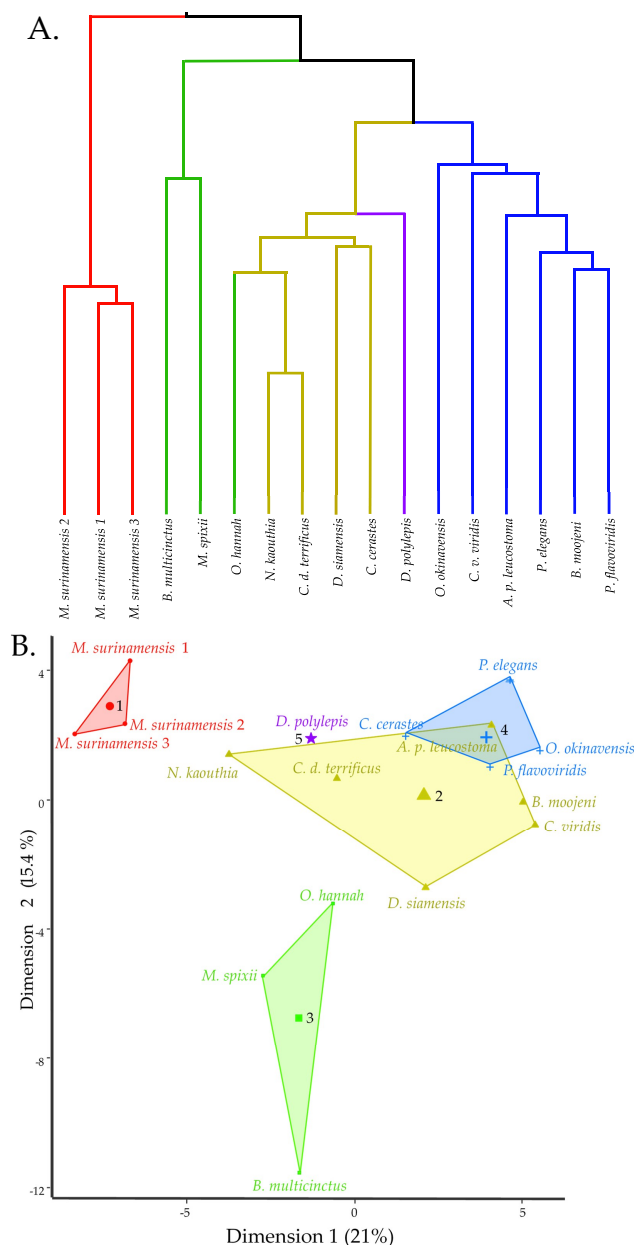 A.
M. surinamensis 2
M. surinamensis 1
M. surinamensis 3
B. multicinctus
M. spixii
O. hannah
N. kaouthia
C. d. terrificus
D. siamensis
C. cerastes
D. polylepis
O. okinavensis
C. v. viridis
A. p. leucostoma
P. elegans
B. moojeni
P. flavoviridis
B.
M. surinamensis 1
P. elegans
4
1
D. polylepis
C. cerastes
4
M. surinamensis 2
5
M. surinamensis 3
A. p. leucostoma
O. okinavensis
N. kaouthia
C. d. terrificus
P. flavoviridis
2
B. moojeni
0
C. viridis
D. siamensis
O. hannah
-4
M. spixii
3
-8
B. multicinctus
-12
-5
0
5
Dimension 1 (21%)
Dimension 2 (15.4 %)